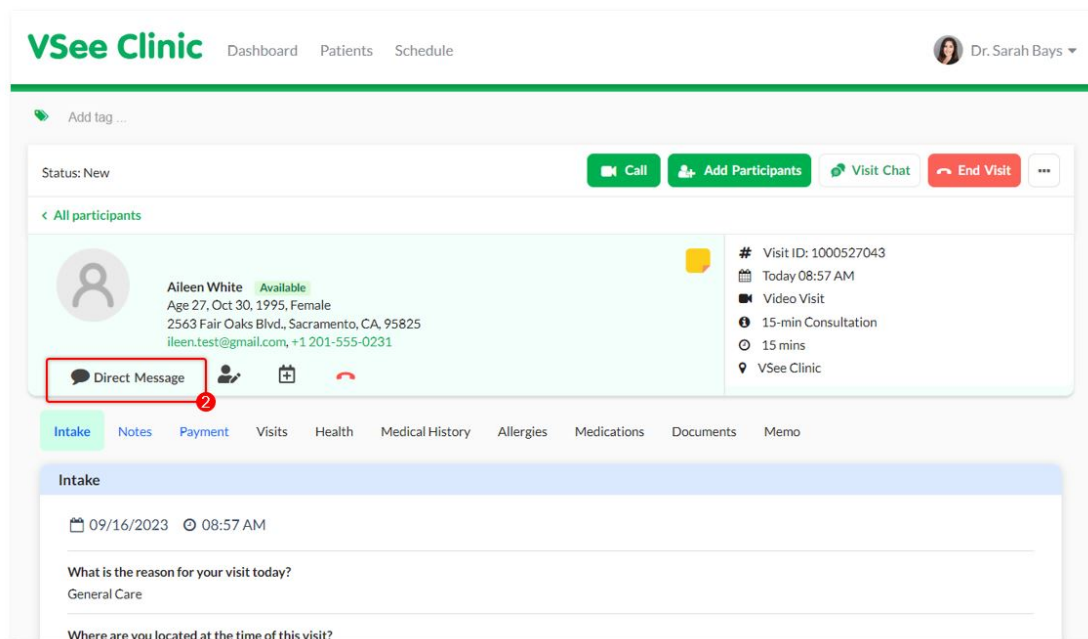 VSee Clinic Dashboard Patients Schedule Dr. Sarah Bays
Add tag ...
Status: New Call Add Participants Visit Chat End Visit ...
< All participants
Aileen White Available
Age 27, Oct 30, 1995, Female
2563 Fair Oaks Blvd., Sacramento, CA, 95825
ileen.test@gmail.com, +1 201-555-0231
Direct Message
2
# Visit ID: 1000527043
Today 08:57 AM
Video Visit
15-min Consultation
15 mins
VSee Clinic
Intake Notes Payment Visits Health Medical History Allergies Medications Documents Memo
Intake
09/16/2023 08:57 AM
What is the reason for your visit today?
General Care
Where are you located at the time of this visit?